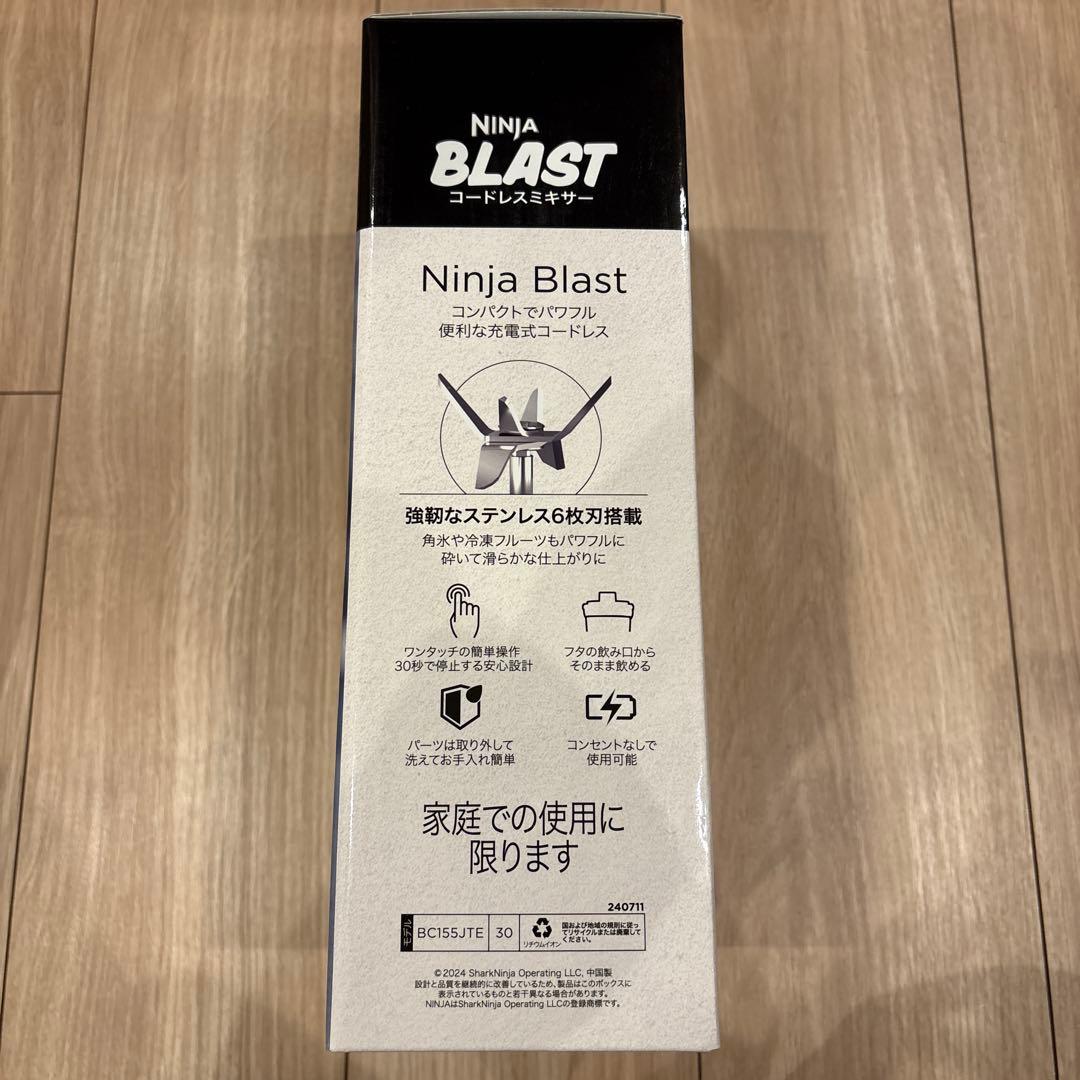 NINJA
BLAST
コードレスミキサー
Ninja Blast
コンパクトでパワフル
便利な充電式コードレス
強靭なステンレス6枚刃搭載
角氷や冷凍フルーツもパワフルに
砕いて滑らかな仕上がりに
ワンタッチの簡単操作
30秒で停止する安心設計
フタの飲み口から
そのまま飲める
パーツは取り外して
洗えてお手入れ簡単
コンセントなしで
使用可能
家庭での使用に
限ります
240711
モデル
BC155JTE
30
リチウムイオン
国および地域の規則に従っ
てリサイクルまたは廃棄して
ください。
©2024 SharkNinja Operating LLC, 中国製
設計と品質を継続的に改善しているため、製品はこのボックスに
表示されているものと若干異なる場合があります。
NINJAはSharkNinja Operating LLCの登録商標です。